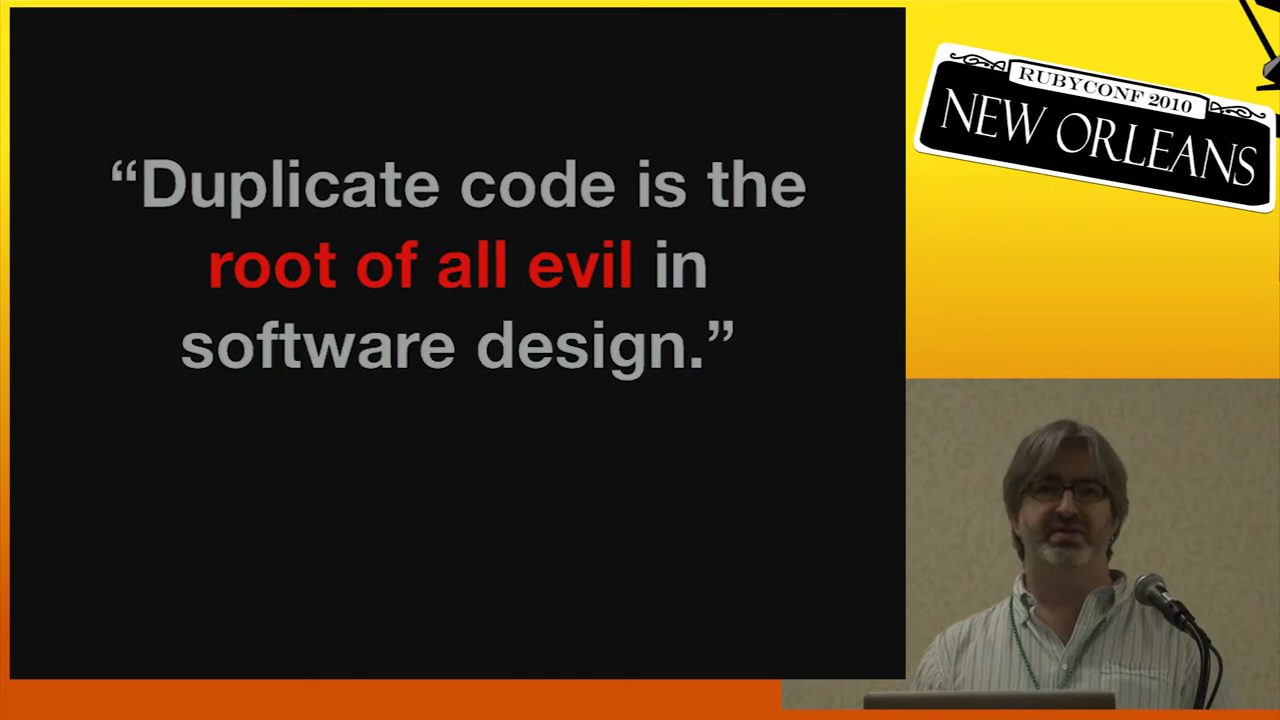 “Duplicate code is the
root of all evil in
software design.”
RUBYCONF 2010
NEW ORLEANS